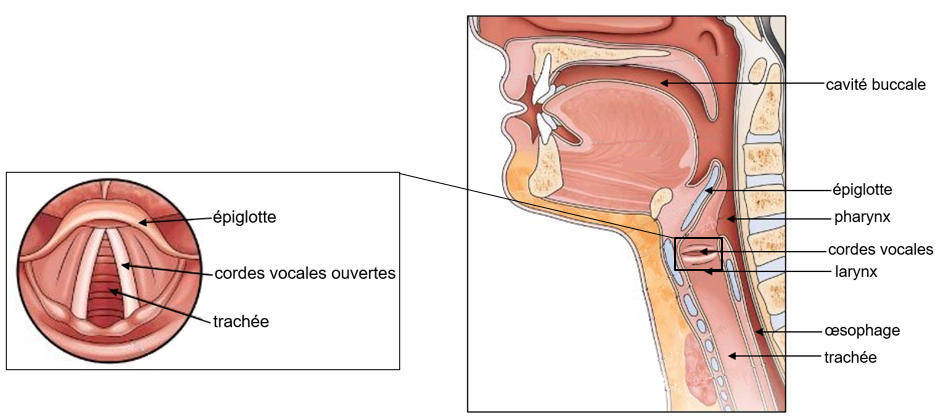 épiglotte
cordes vocales ouvertes
trachée
cavité buccale
épiglotte
pharynx
cordes vocales
larynx
œsophage
trachée